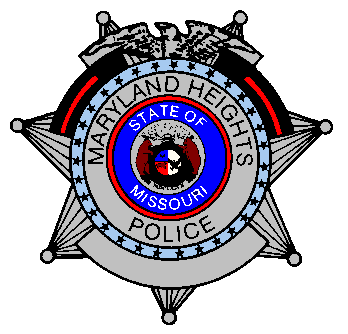 MARYLAND HEIGHTS
STATE OF
MISSOURI
POLICE